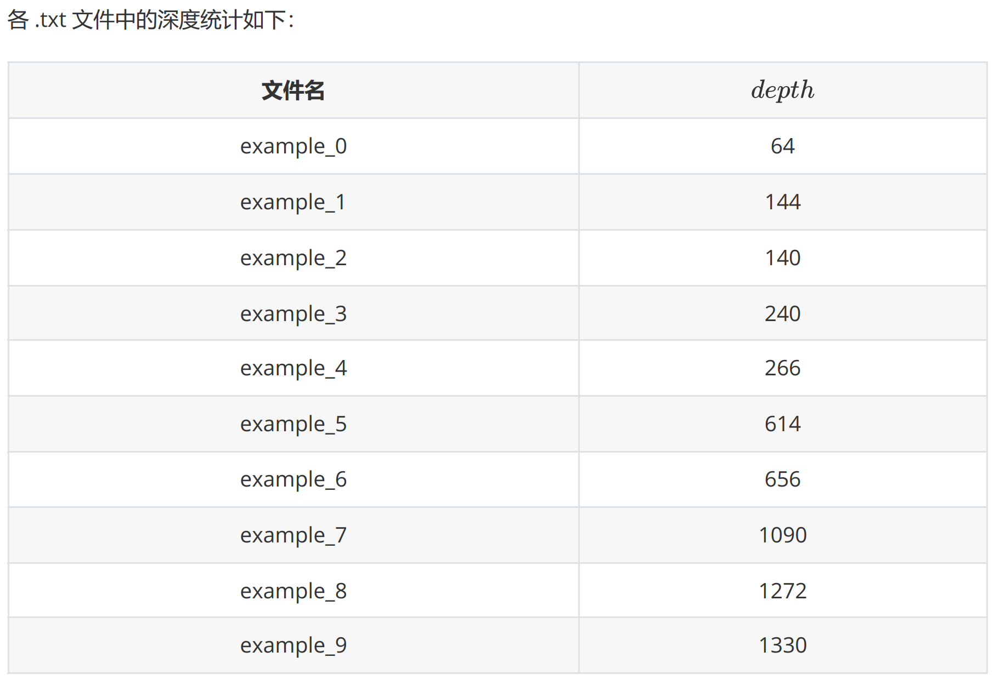 各 .txt 文件中的深度统计如下：
文件名 depth
example_0 64
example_1 144
example_2 140
example_3 240
example_4 266
example_5 614
example_6 656
example_7 1090
example_8 1272
example_9 1330